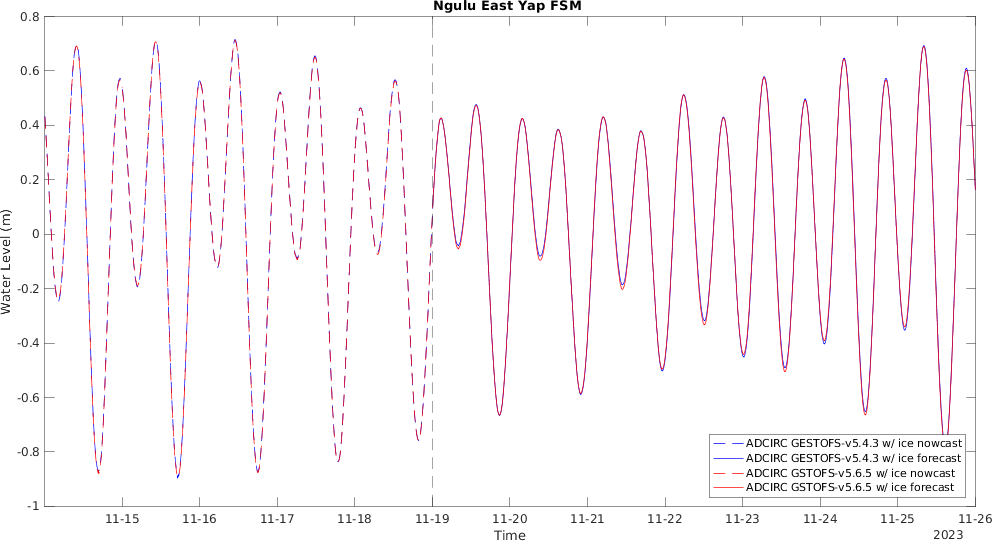 Ngulu East Yap FSM
0.8
0.6
0.4
0.2
0
-0.2
-0.4
-0.6
-0.8
-1
Water Level (m)
ADCIRC GESTOFS-v5.4.3 w/ ice nowcast
ADCIRC GESTOFS-v5.4.3 w/ ice forecast
ADCIRC GSTOFS-v5.6.5 w/ ice nowcast
ADCIRC GSTOFS-v5.6.5 w/ ice forecast
11-15 11-16 11-17 11-18 11-19 11-20 11-21 11-22 11-23 11-24 11-25 11-26
Time
2023